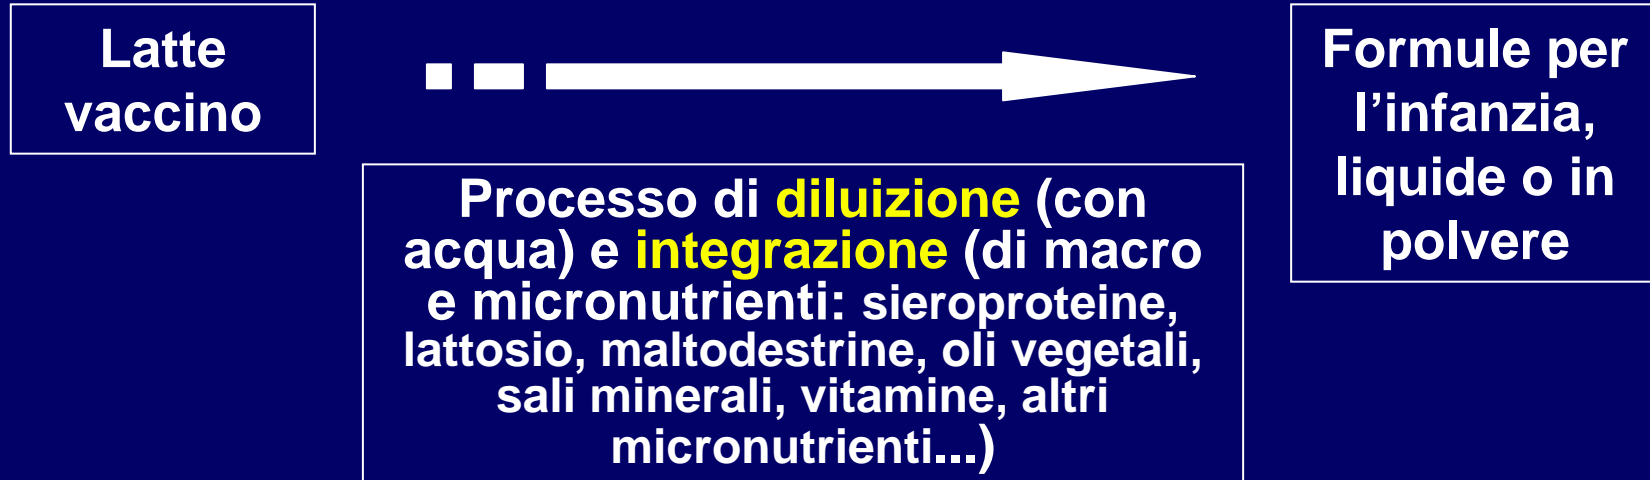 Latte
vaccino
Formule per
l’infanzia,
liquide o in
polvere
Processo di diluizione (con
acqua) e integrazione (di macro
e micronutrienti: sieroproteine,
lattosio, maltodestrine, oli vegetali,
sali minerali, vitamine, altri
micronutrienti...)